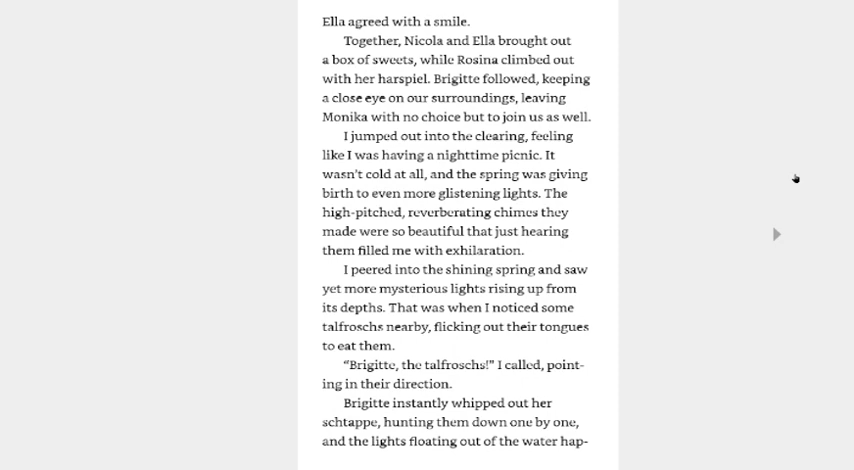 Ella agreed with a smile.
Together, Nicola and Ella brought out
a box of sweets, while Rosina climbed out
with her harspiel. Brigitte followed, keeping
a close eye on our surroundings, leaving
Monika with no choice but to join us as well.
I jumped out into the clearing, feeling
like I was having a nighttime picnic. It
wasn't cold at all, and the spring was giving
birth to even more glistening lights. The
high-pitched, reverberating chimes they
made were so beautiful that just hearing
them filled me with exhilaration.
I peered into the shining spring and saw
yet more mysterious lights rising up from
its depths. That was when I noticed some
talfroschs nearby, flicking out their tongues
to eat them.
“Brigitte, the talfroschs!” I called, point-
ing in their direction.
Brigitte instantly whipped out her
schtappe, hunting them down one by one,
and the lights floating out of the water hap-